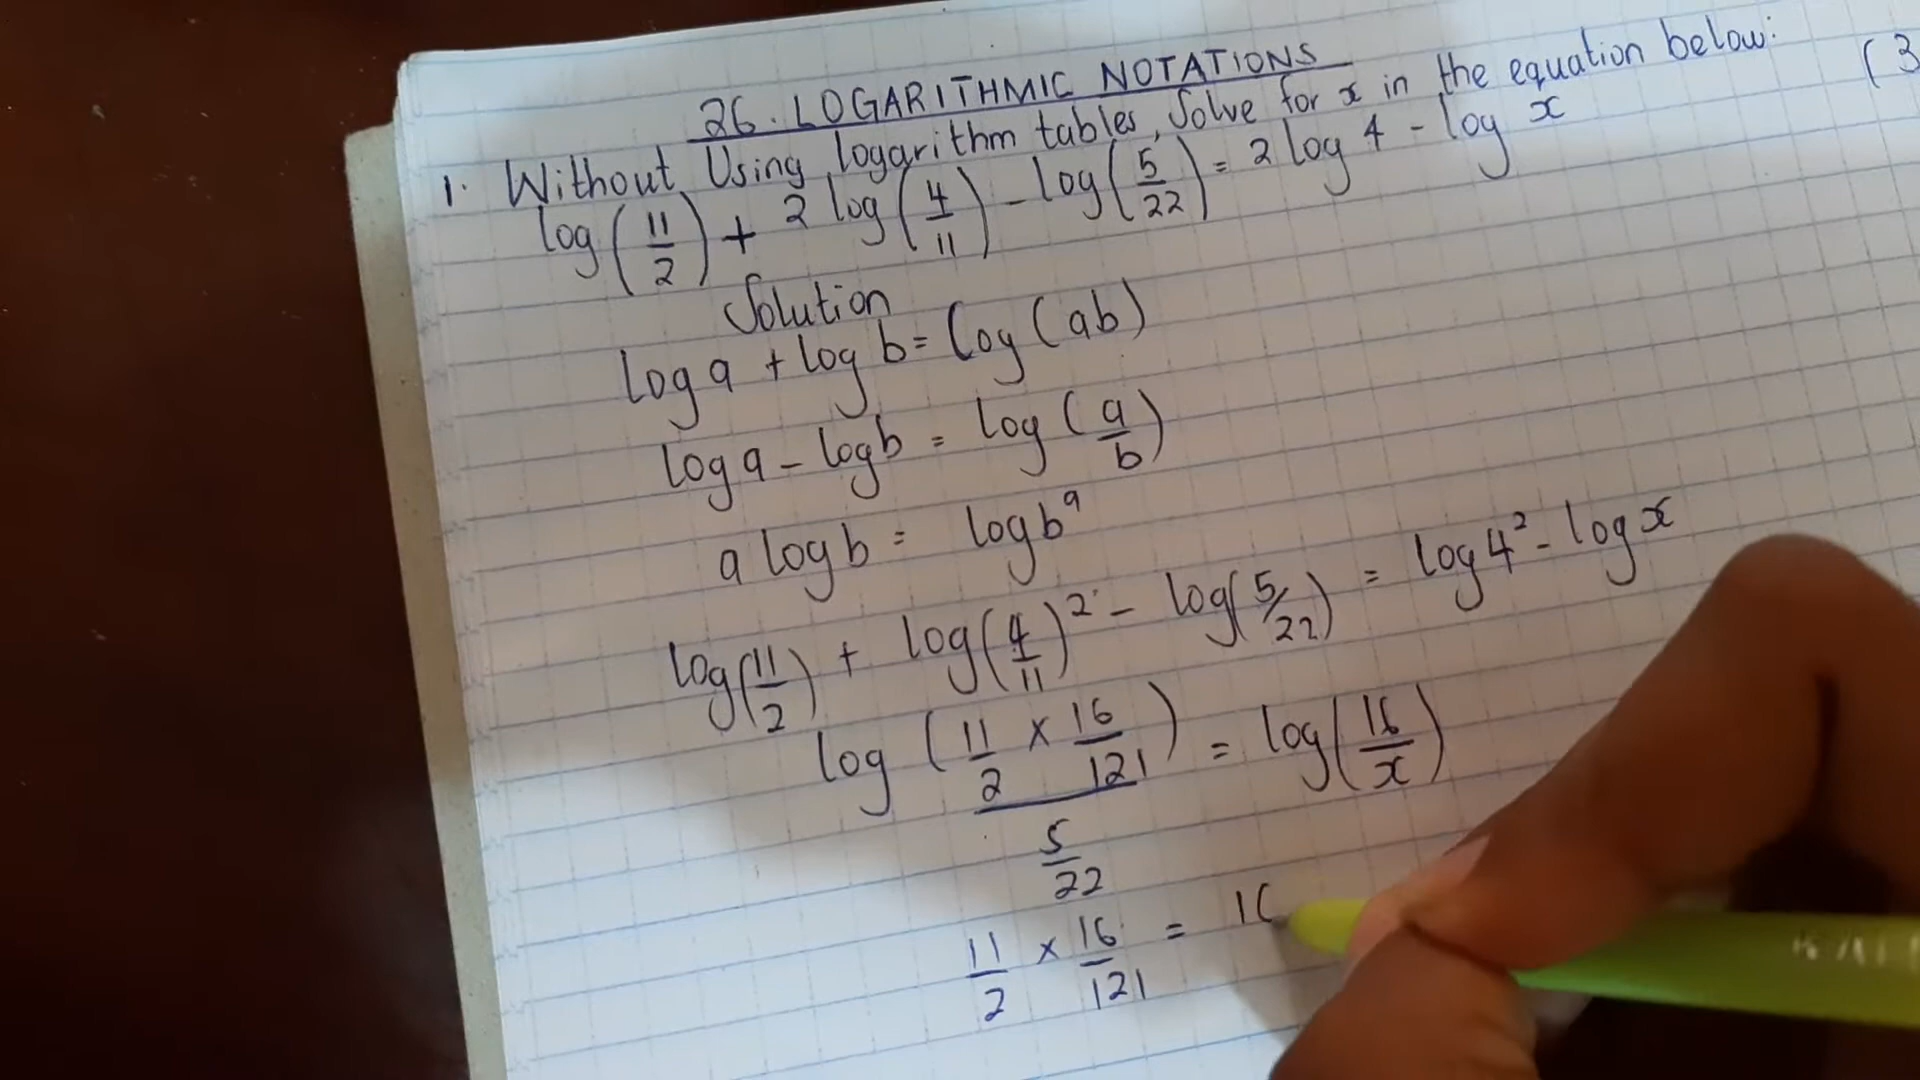 26. LOGARITHMIC NOTATIONS
1. Without Using logarithm tables, Solve for x in the equation below: (3
log(11/2) + 2 log(4/11) - log(5/22) = 2 log 4 - log x
Solution
log a + log b = log (ab)
log a - log b = log (a/b)
a log b = log b^a
log(11/2) + log(4/11)^2 - log(5/22) = log 4^2 - log x
log (11/2 × 16/121) = log(16/x)
5/22
11/2 × 16/121 = 16